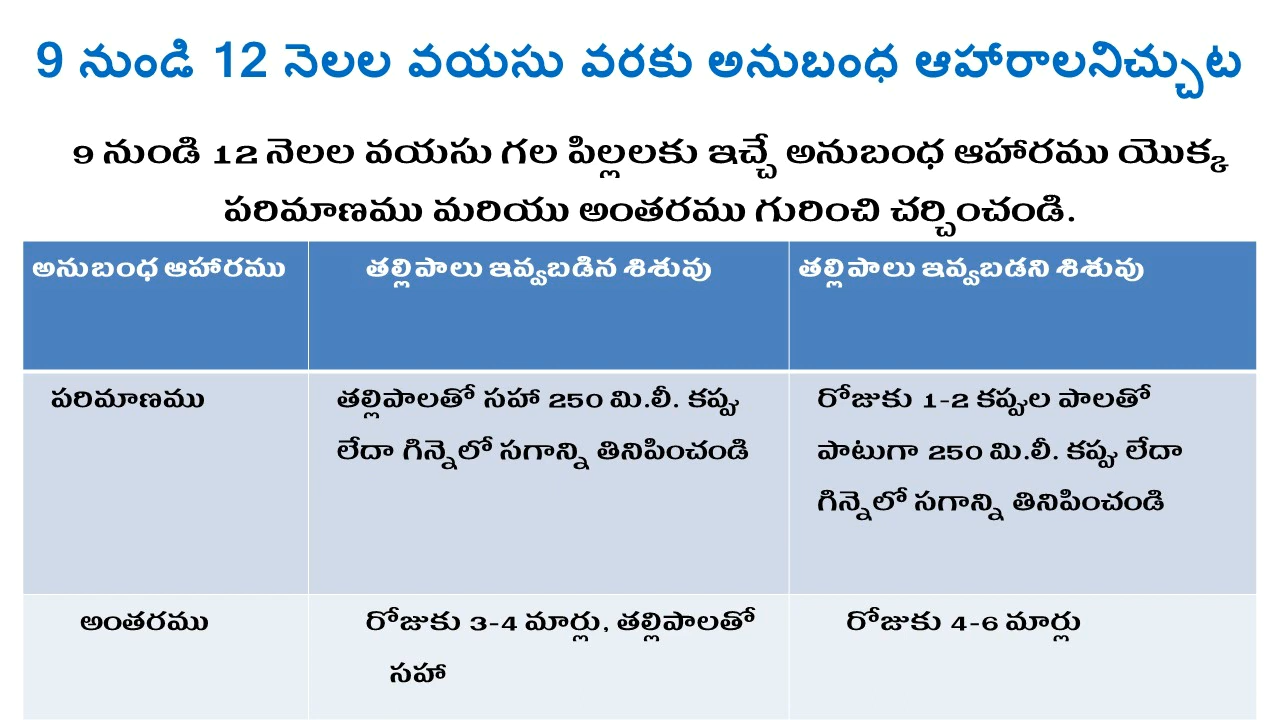 9 నుండి 12 నెలల వయసు వరకు అనుబంధ ఆహారాలనిచ్చుట
9 నుండి 12 నెలల వయసు గల పిల్లలకు ఇచ్చే అనుబంధ ఆహారము యొక్క
పరిమాణము మరియు అంతరము గురించి చర్చించండి.
అనుబంధ ఆహారము
తల్లిపాలు ఇవ్వబడిన శిశువు
తల్లిపాలు ఇవ్వబడని శిశువు
పరిమాణము
తల్లిపాలతో సహా 250 మి.లీ. కప్పు
లేదా గిన్నెలో సగాన్ని తినిపించండి
రోజుకు 1-2 కప్పుల పాలతో
పాటుగా 250 మి.లీ. కప్పు లేదా
గిన్నెలో సగాన్ని తినిపించండి
అంతరము
రోజుకు 3-4 మార్లు, తల్లిపాలతో
సహా
రోజుకు 4-6 మార్లు